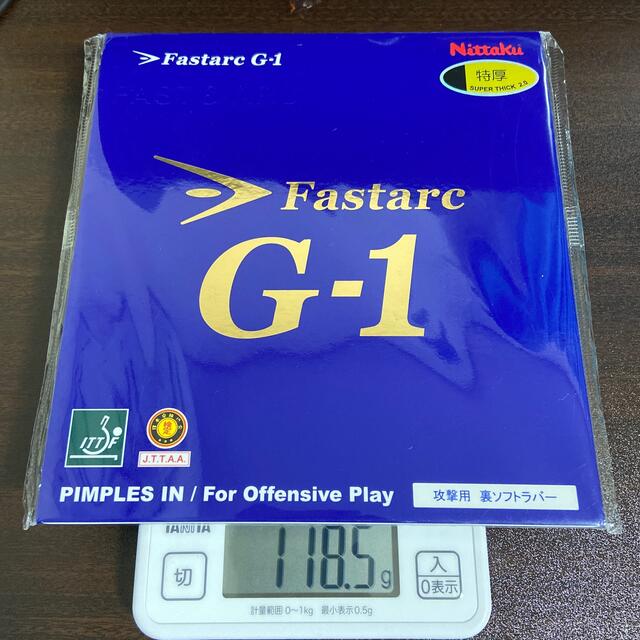 Fastarc G-1
Nittaku
特厚
SUPER THICK 2.0
Fastarc
G-1
ITTF
J.T.T.A.A.
PIMPLES IN / For Offensive Play
攻撃用 裏ソフトラバー
TANITA
切
118.5g
入
0表示
計量範囲 0〜1kg 最小表示0.5g